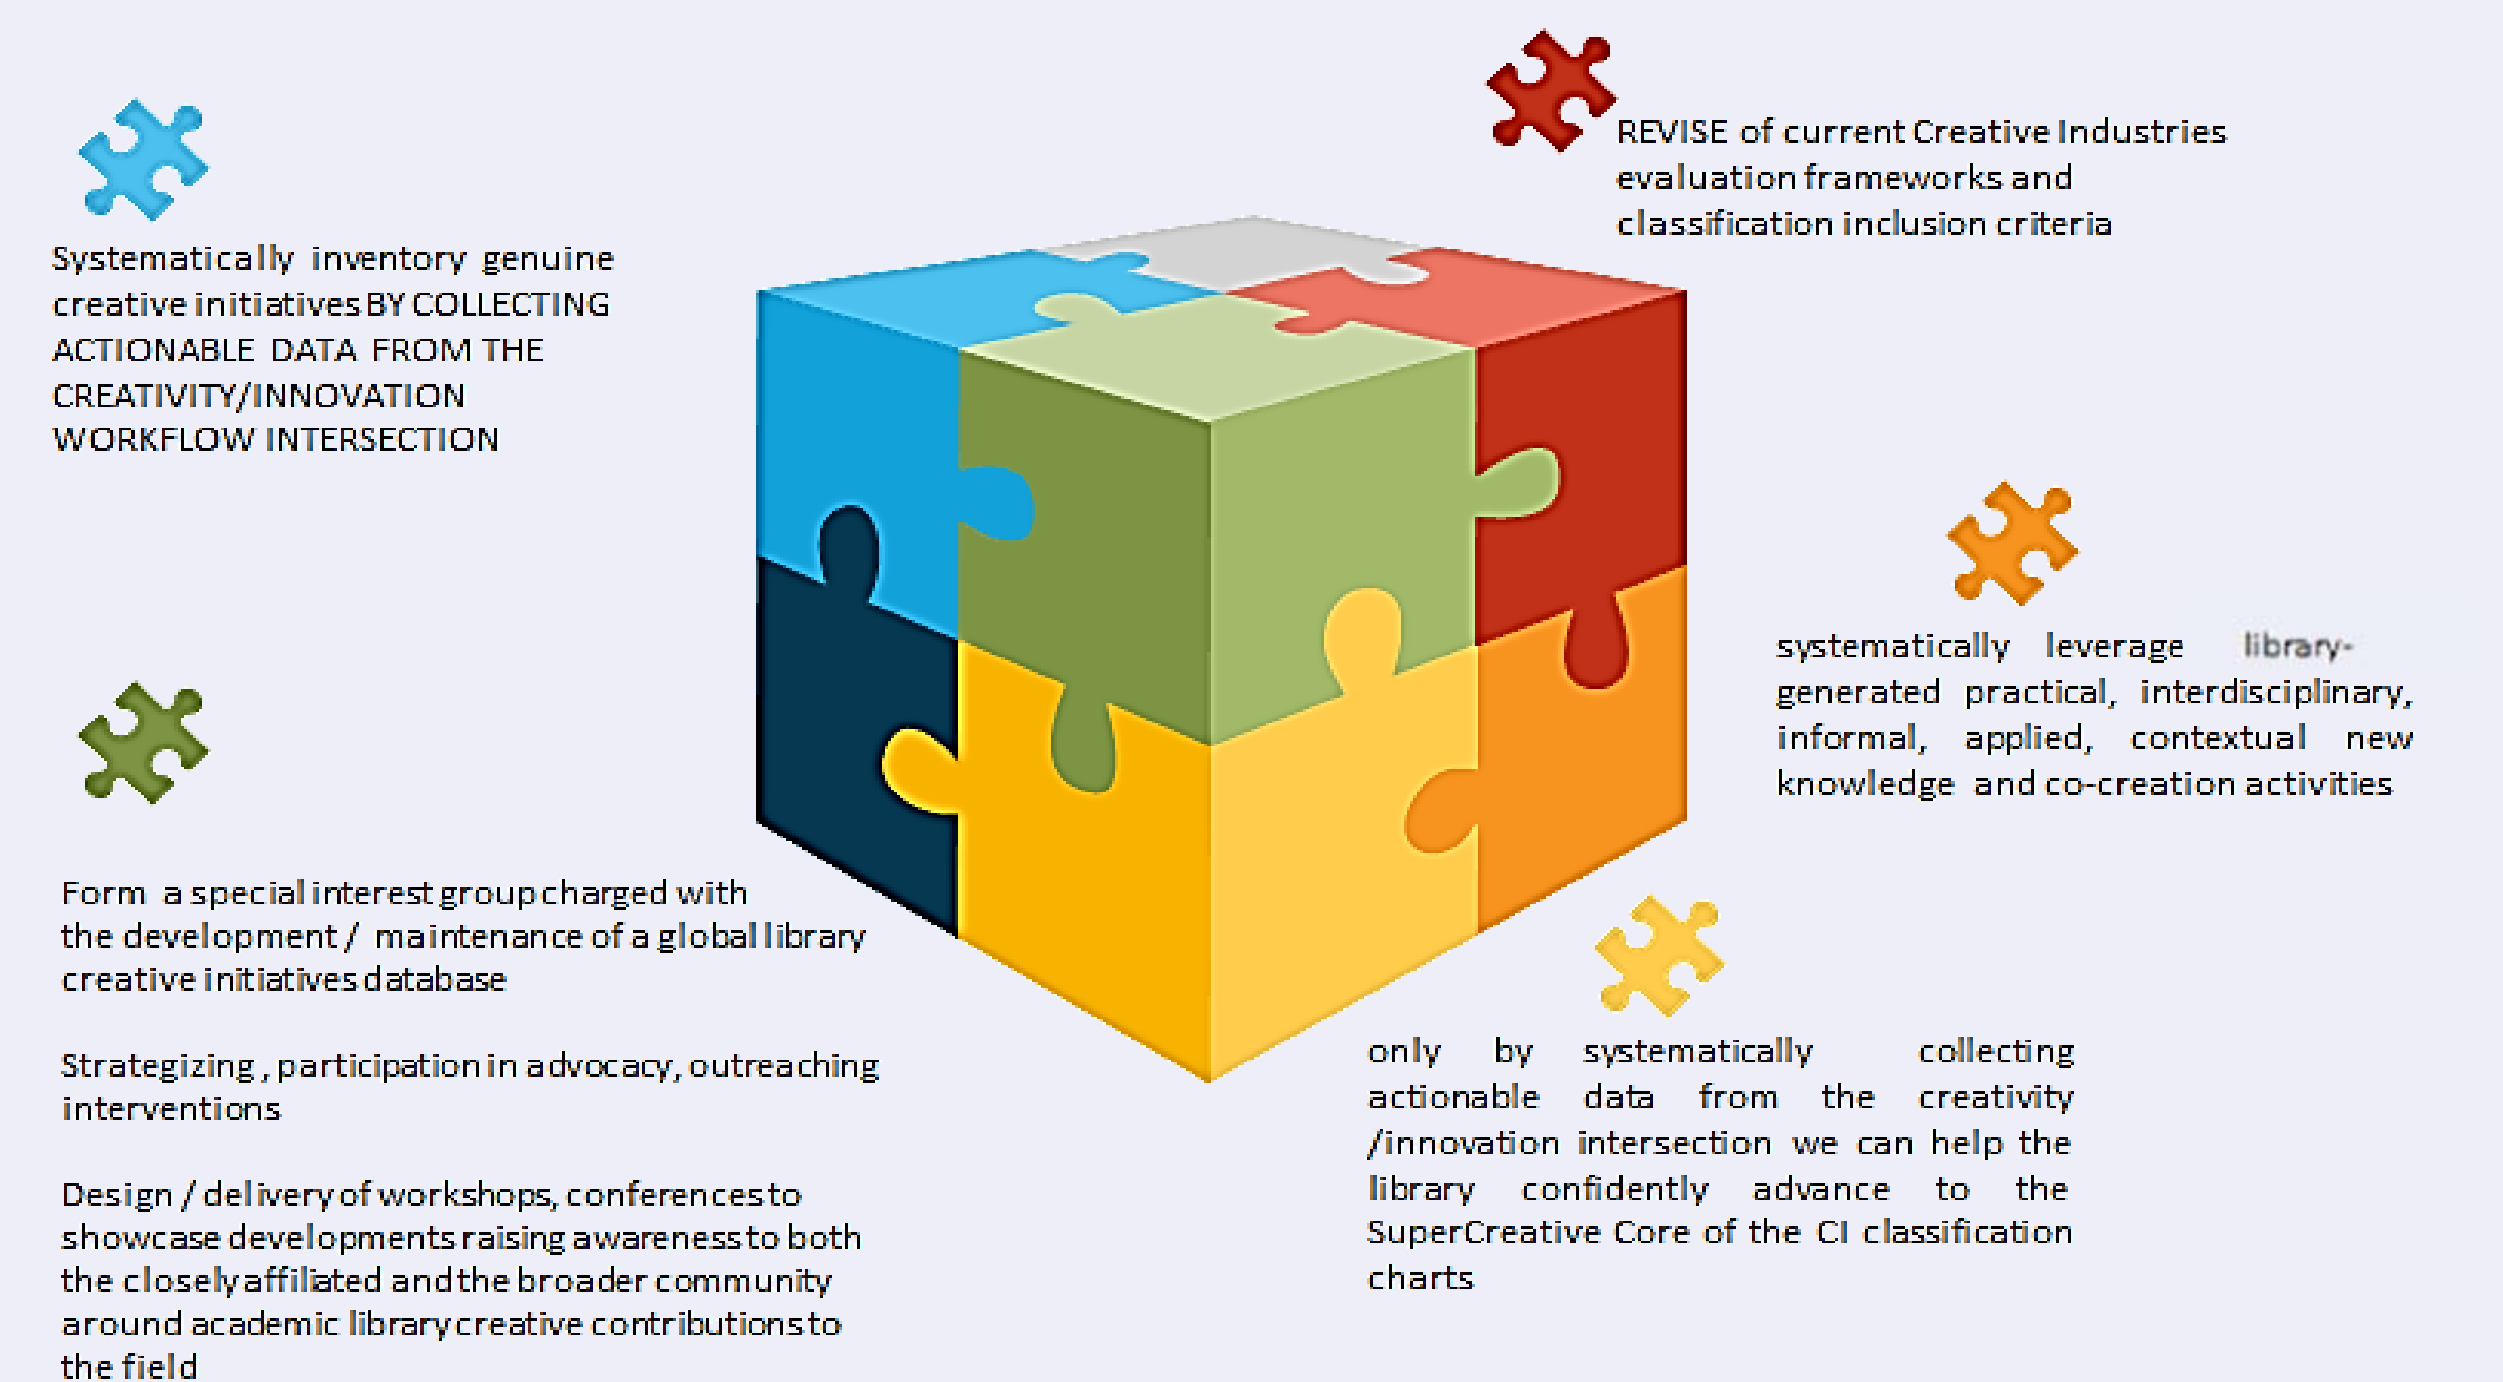 Systematically inventory genuine
creative initiatives BY COLLECTING
ACTIONABLE DATA FROM THE
CREATIVITY/INNOVATION
WORKFLOW INTERSECTION
REVISE of current Creative Industries
evaluation frameworks and
classification inclusion criteria
systematically leverage library-
generated practical, interdisciplinary,
informal, applied, contextual new
knowledge and co-creation activities
Form a special interest group charged with
the development / maintenance of a global library
creative initiatives database
Strategizing, participation in advocacy, outreaching
interventions
Design / delivery of workshops, conferences to
showcase developments raising awareness to both
the closely affiliated and the broader community
around academic library creative contributions to
the field
only by systematically collecting
actionable data from the creativity
/innovation intersection we can help the
library confidently advance to the
SuperCreative Core of the CI classification
charts